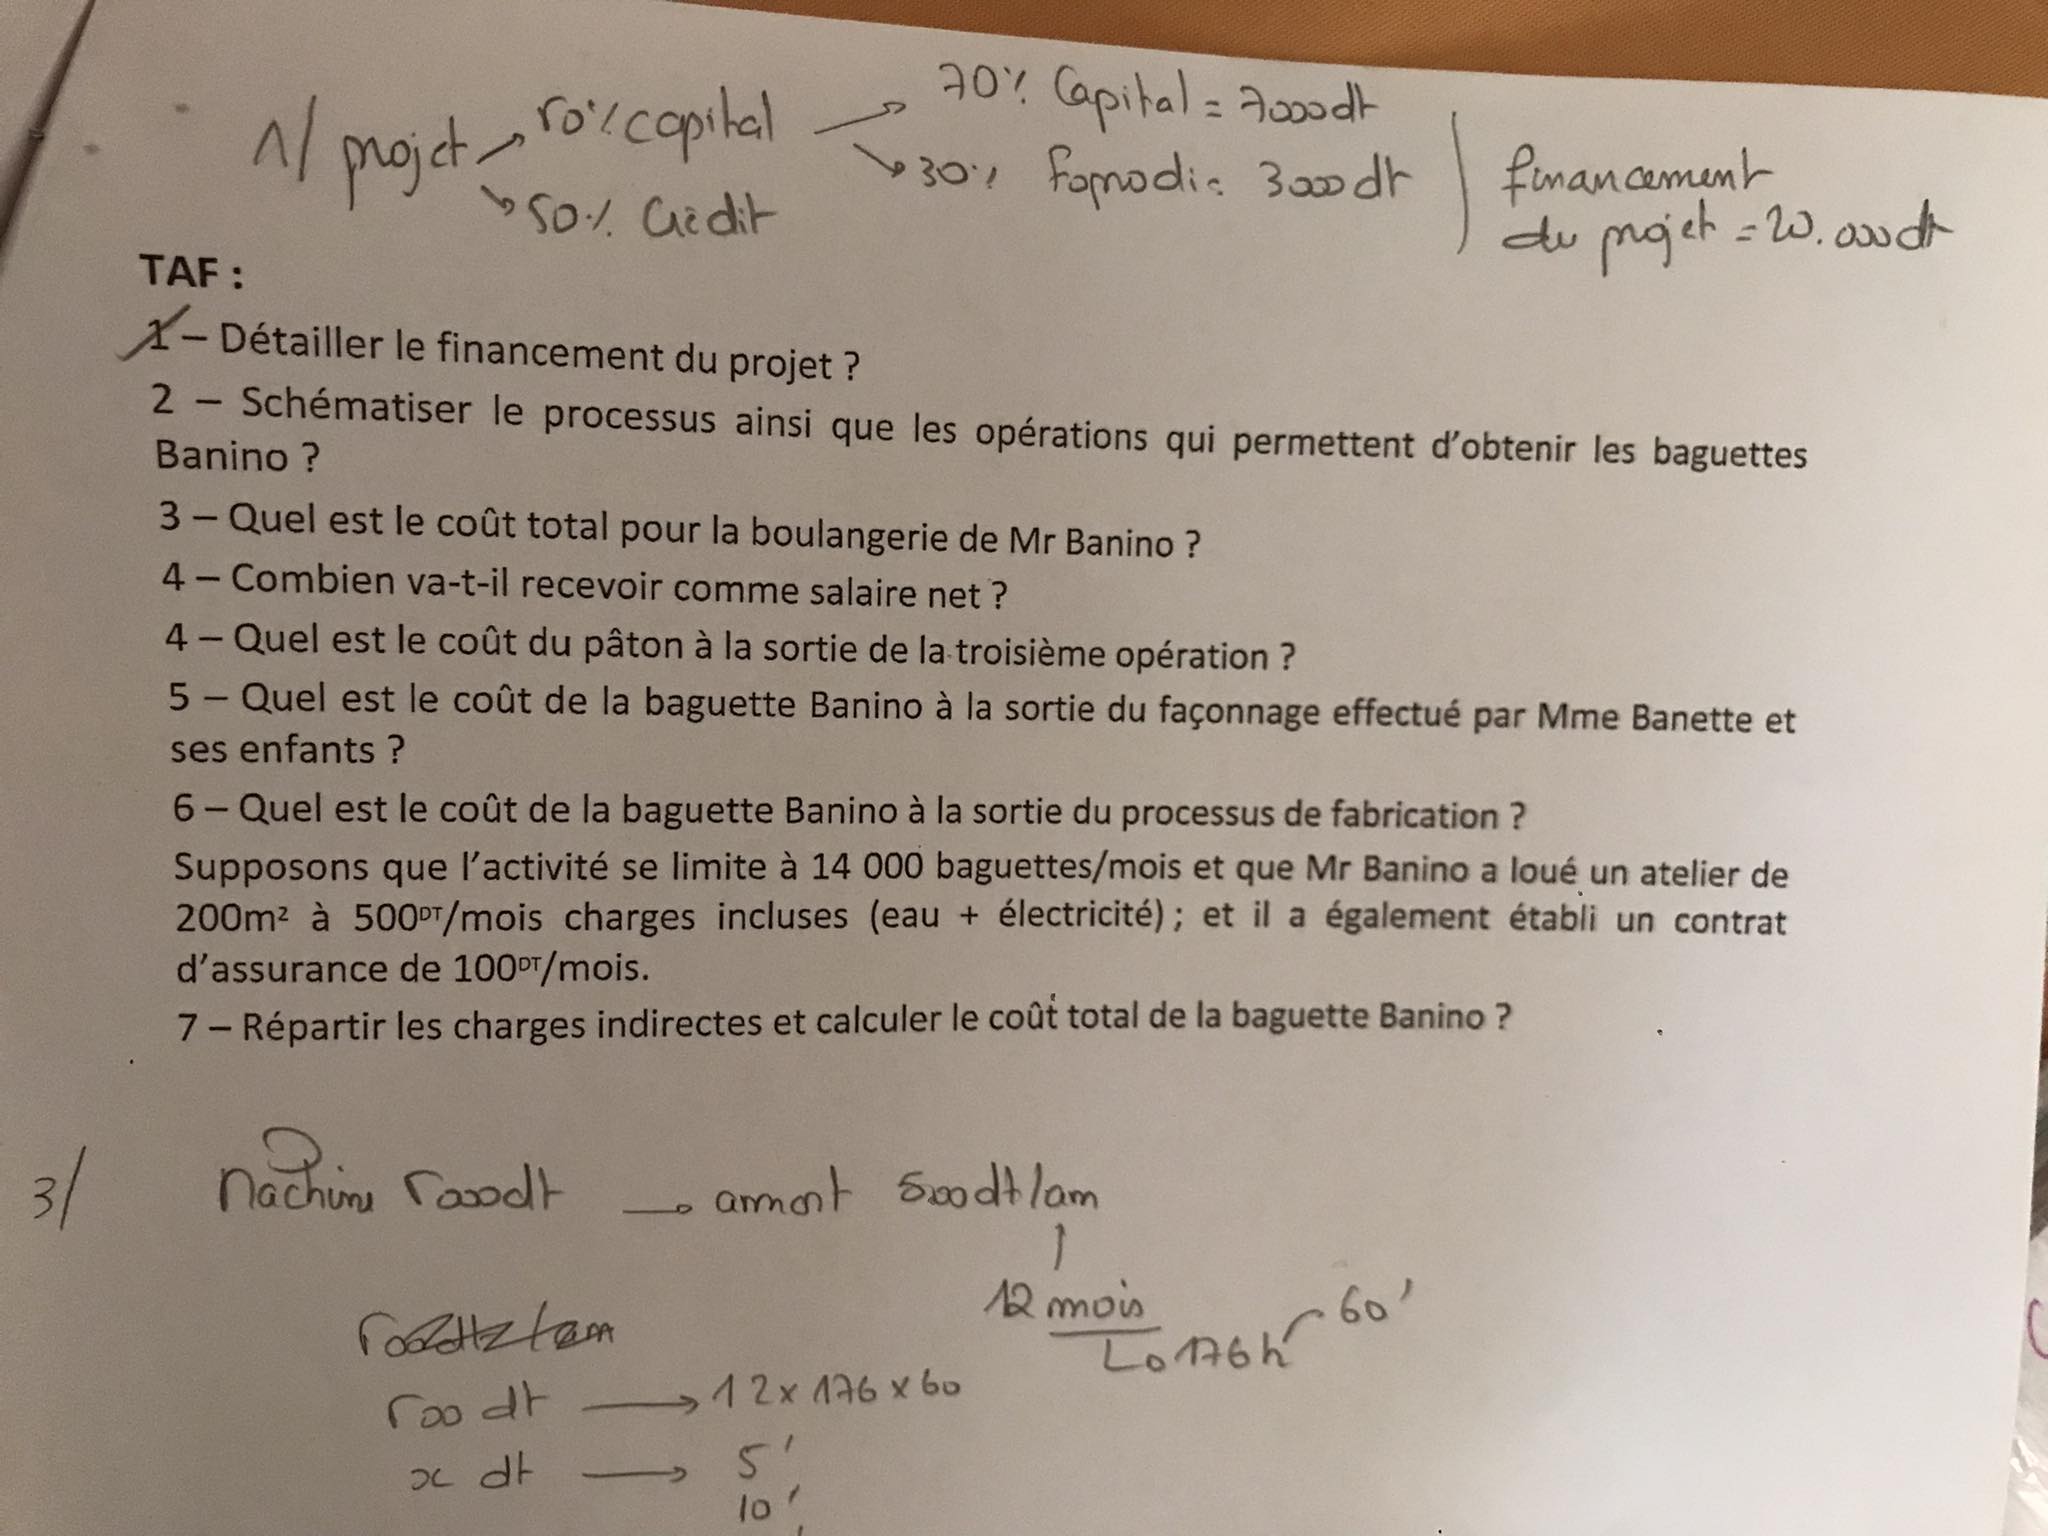 1/ projet
50% capital
50% Crédit
70% Capital = 7000dt
30% Foprodi = 3000dt
financement
du projet = 20.000dt
TAF :
1 – Détailler le financement du projet ?
2 – Schématiser le processus ainsi que les opérations qui permettent d'obtenir les baguettes
Banino ?
3 – Quel est le coût total pour la boulangerie de Mr Banino ?
4 – Combien va-t-il recevoir comme salaire net ?
4 – Quel est le coût du pâton à la sortie de la troisième opération ?
5 – Quel est le coût de la baguette Banino à la sortie du façonnage effectué par Mme Banette et
ses enfants ?
6 – Quel est le coût de la baguette Banino à la sortie du processus de fabrication ?
Supposons que l'activité se limite à 14 000 baguettes/mois et que Mr Banino a loué un atelier de
200m² à 500DT/mois charges incluses (eau + électricité) ; et il a également établi un contrat
d'assurance de 100DT/mois.
7 – Répartir les charges indirectes et calculer le coût total de la baguette Banino ?
3/ Machine 5000dt → amort 500dt/an
12 mois
176h 60'
500 dt → 12 x 176 x 60
x dt → 5'
10'